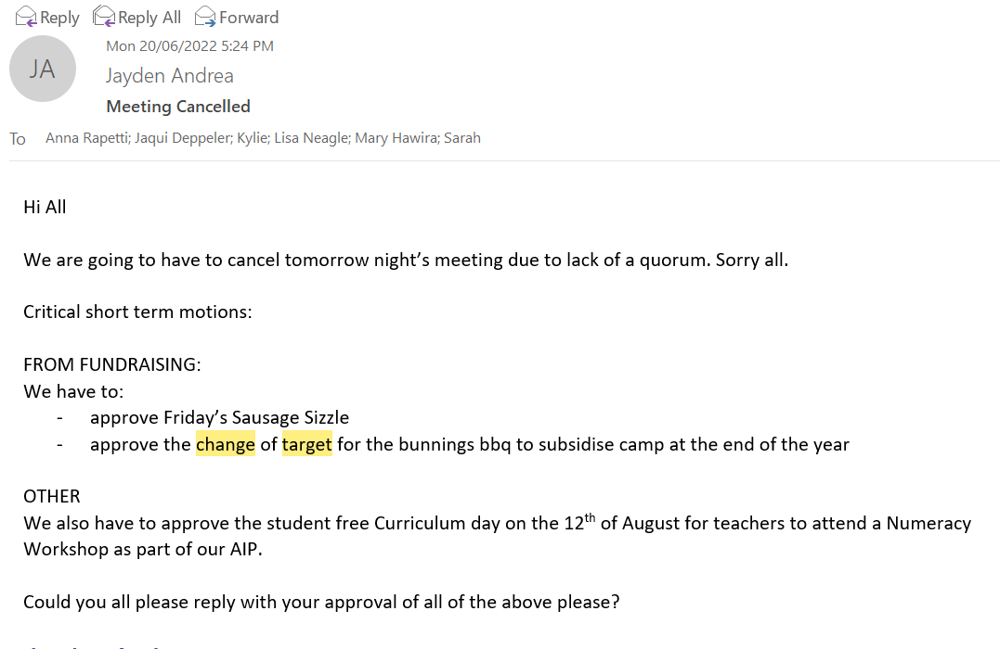 Reply Reply All Forward
Mon 20/06/2022 5:24 PM
JA
Jayden Andrea
Meeting Cancelled
To Anna Rapetti; Jaqui Deppeler; Kylie; Lisa Neagle; Mary Hawira; Sarah
Hi All
We are going to have to cancel tomorrow night’s meeting due to lack of a quorum. Sorry all.
Critical short term motions:
FROM FUNDRAISING:
We have to:
- approve Friday’s Sausage Sizzle
- approve the change of target for the bunnings bbq to subsidise camp at the end of the year
OTHER
We also have to approve the student free Curriculum day on the 12th of August for teachers to attend a Numeracy
Workshop as part of our AIP.
Could you all please reply with your approval of all of the above please?